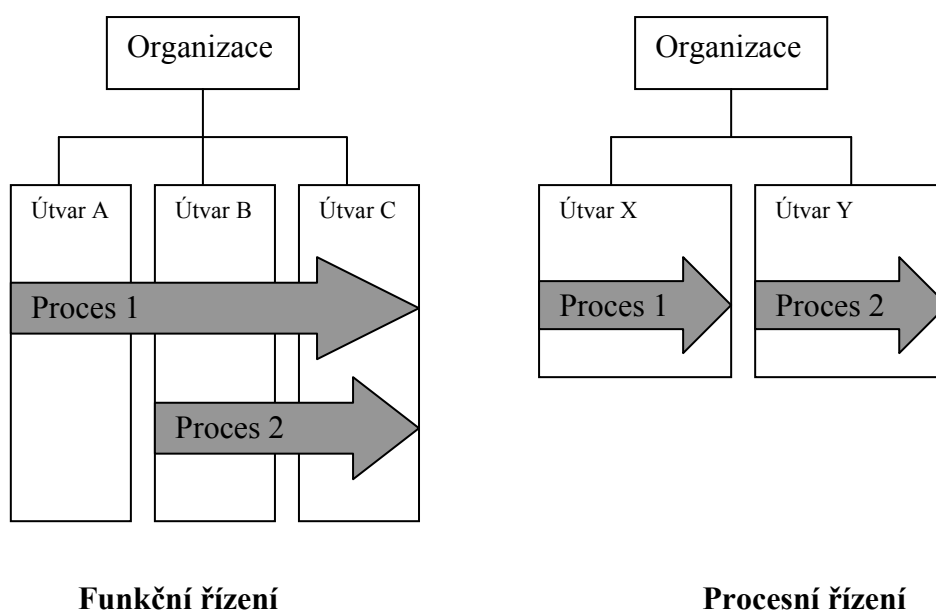 Organizace
Organizace
Útvar A
Útvar B
Útvar C
Útvar X
Útvar Y
Proces 1
Proces 1
Proces 2
Proces 2
Funkční řízení
Procesní řízení